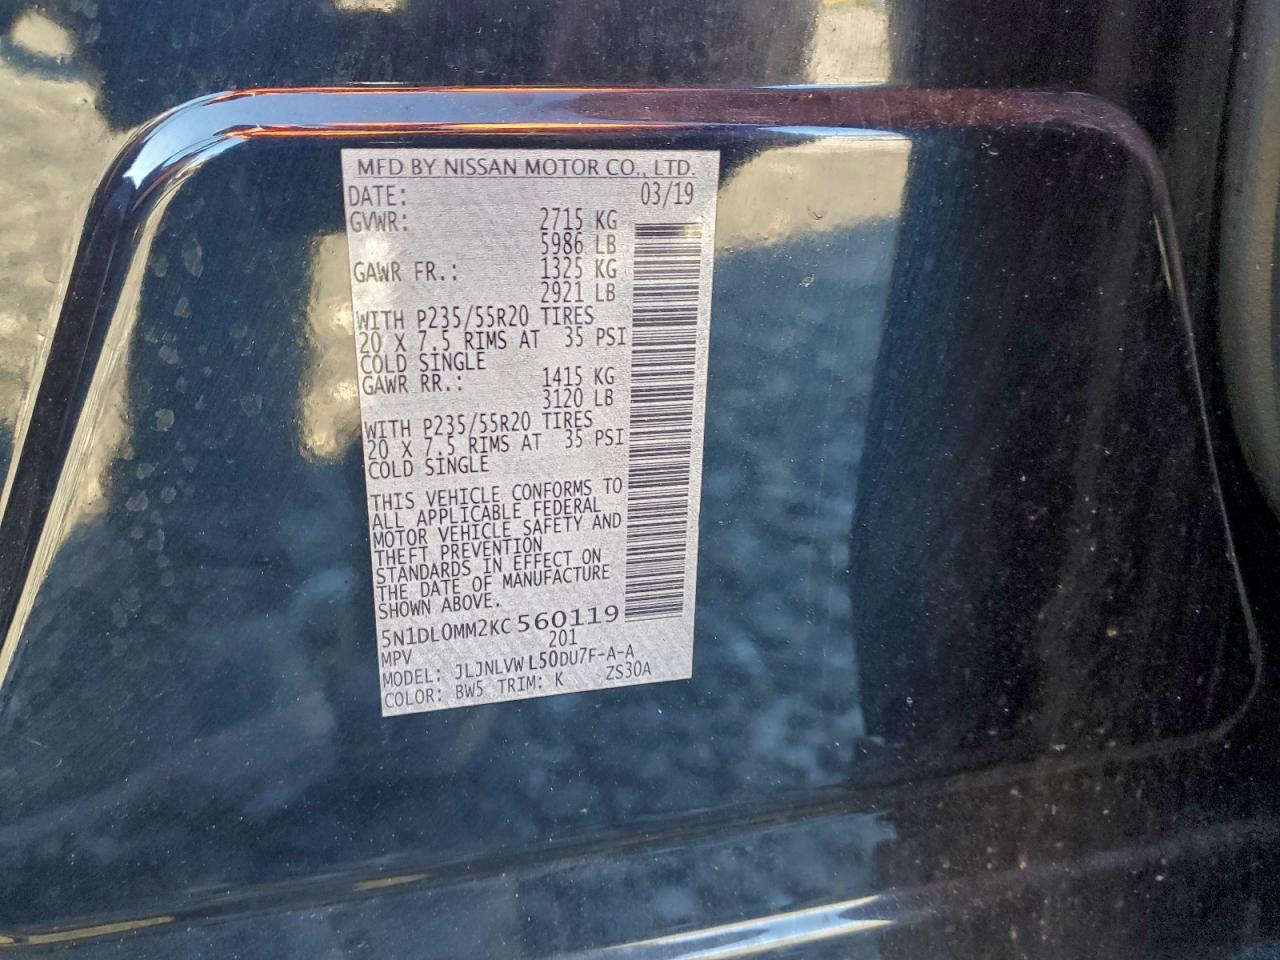 MFD BY NISSAN MOTOR CO., LTD.
DATE: 03/19
GVWR: 2715 KG
5986 LB
GAWR FR.: 1325 KG
2921 LB
WITH P235/55R20 TIRES
20 X 7.5 RIMS AT 35 PSI
COLD SINGLE
GAWR RR.: 1415 KG
3120 LB
WITH P235/55R20 TIRES
20 X 7.5 RIMS AT 35 PSI
COLD SINGLE
THIS VEHICLE CONFORMS TO
ALL APPLICABLE FEDERAL
MOTOR VEHICLE SAFETY AND
THEFT PREVENTION
STANDARDS IN EFFECT ON
THE DATE OF MANUFACTURE
SHOWN ABOVE.
5N1DL0MM2KC560119
MPV 201
MODEL: JLJNLVWL50DU7F-A-A
COLOR: BW5 TRIM: K ZS30A